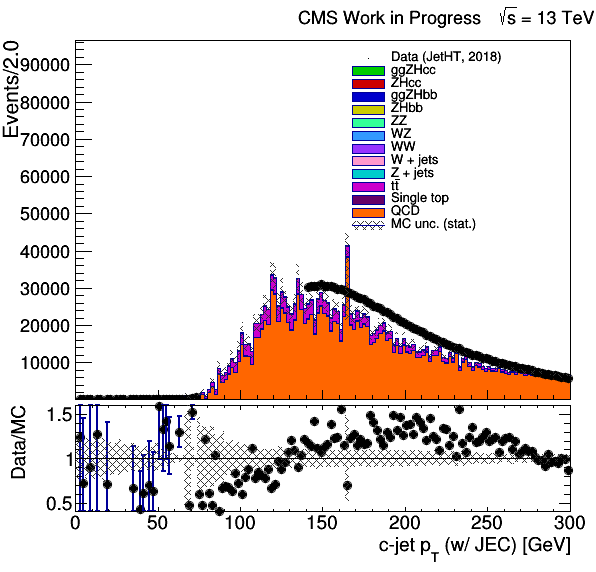 CMS Work in Progress √s = 13 TeV
Events/2.0
90000
80000
70000
60000
50000
40000
30000
20000
10000
Data (JetHT, 2018)
ggZHcc
ZHcc
ggZHbb
ZHbb
ZZ
WZ
WW
W + jets
Z + jets
tt̄
Single top
QCD
MC unc. (stat.)
Data/MC
1.5
1
0.5
0 50 100 150 200 250 300
c-jet p_T (w/ JEC) [GeV]